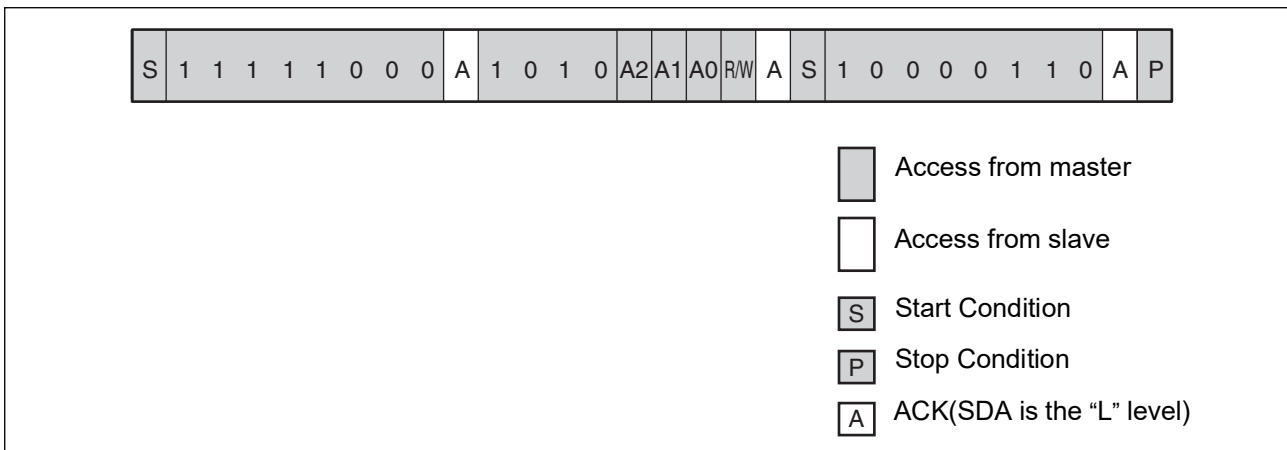 S 1 1 1 1 1 0 0 0 A 1 0 1 0 A2 A1 A0 R/W A S 1 0 0 0 0 1 1 0 A P
Access from master
Access from slave
S Start Condition
P Stop Condition
A ACK(SDA is the “L” level)